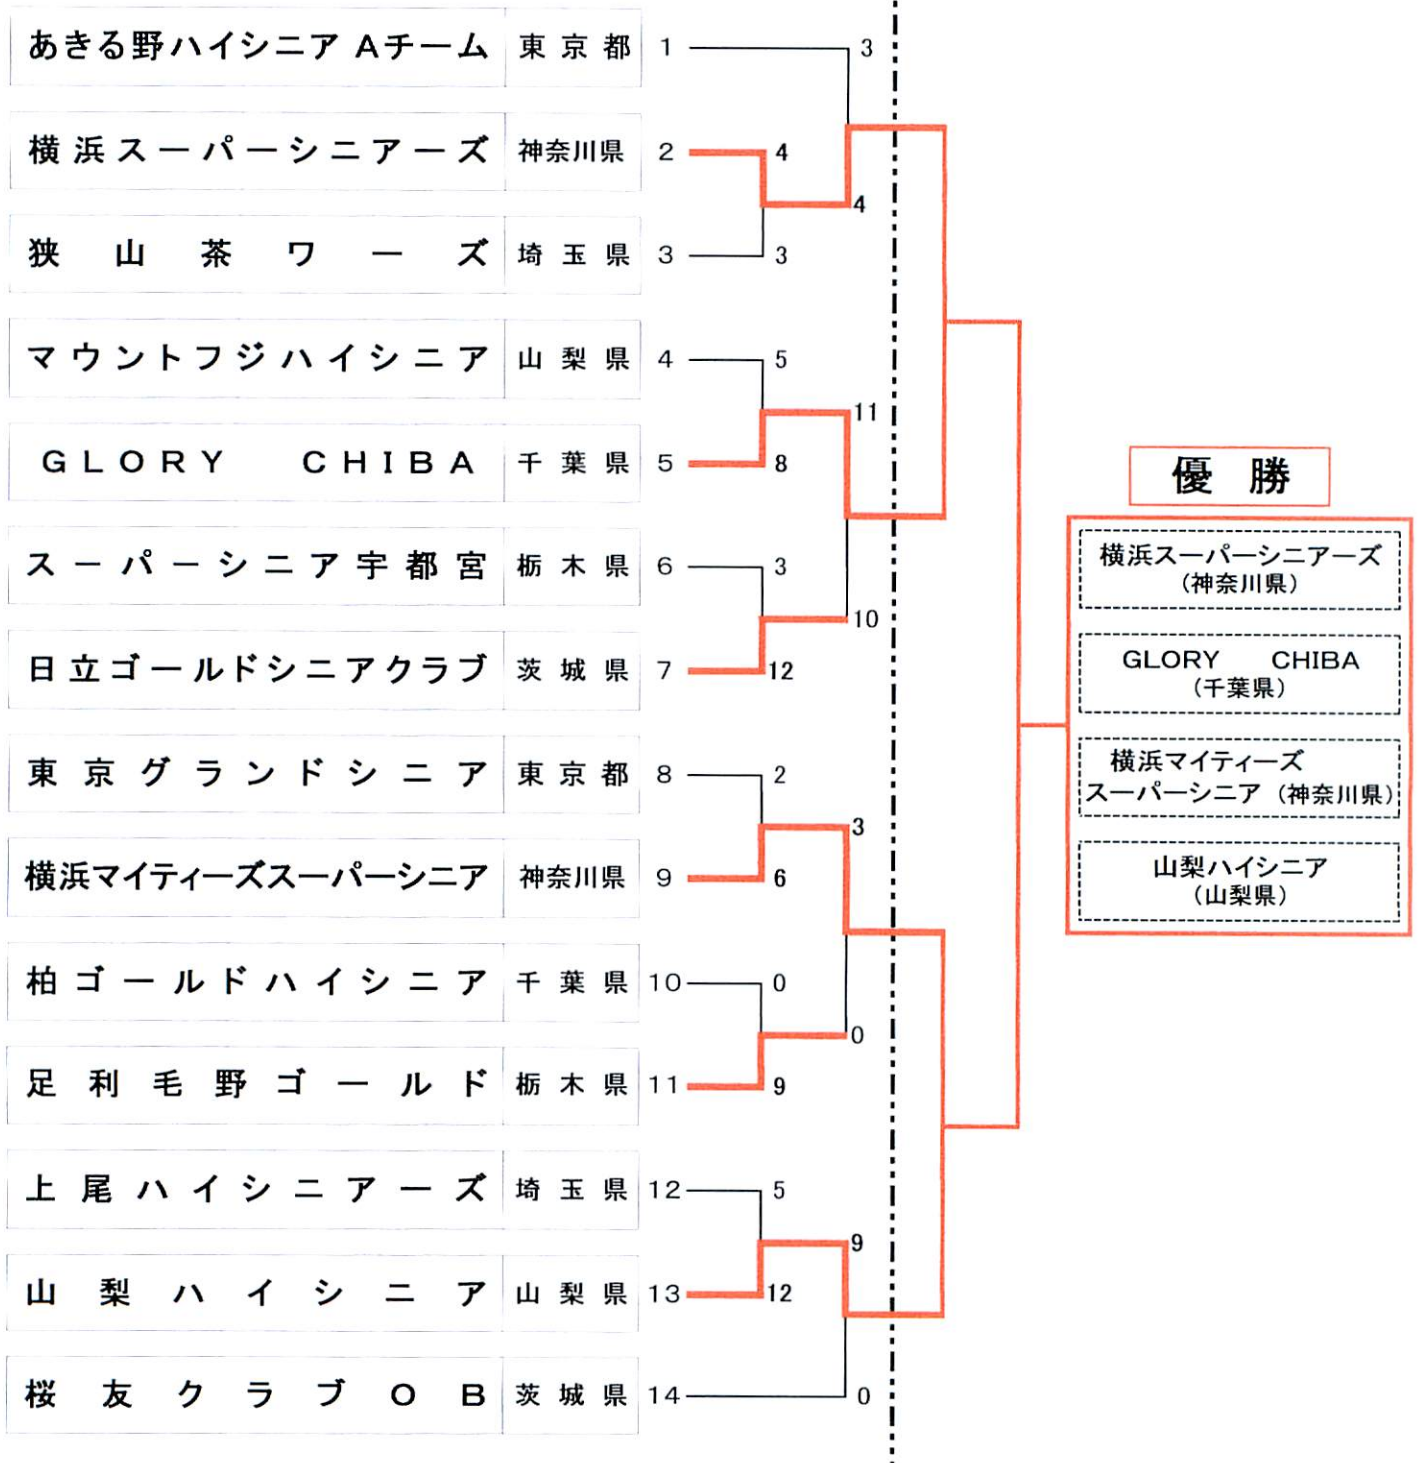 あきる野ハイシニア Aチーム 東京都 1 3
横浜スーパーシニアーズ 神奈川県 2 4
4
狭山茶ワーズ 埼玉県 3 3
マウントフジハイシニア 山梨県 4 5
11
GLORY CHIBA 千葉県 5 8
スーパーシニア宇都宮 栃木県 6 3
10
日立ゴールドシニアクラブ 茨城県 7 12
東京グランドシニア 東京都 8 2
3
横浜マイティーズスーパーシニア 神奈川県 9 6
柏ゴールドハイシニア 千葉県 10 0
0
足利毛野ゴールド 栃木県 11 9
上尾ハイシニアーズ 埼玉県 12 5
9
山梨ハイシニア 山梨県 13 12
桜友クラブOB 茨城県 14 0
優勝
横浜スーパーシニアーズ
(神奈川県)
GLORY CHIBA
(千葉県)
横浜マイティーズ
スーパーシニア (神奈川県)
山梨ハイシニア
(山梨県)